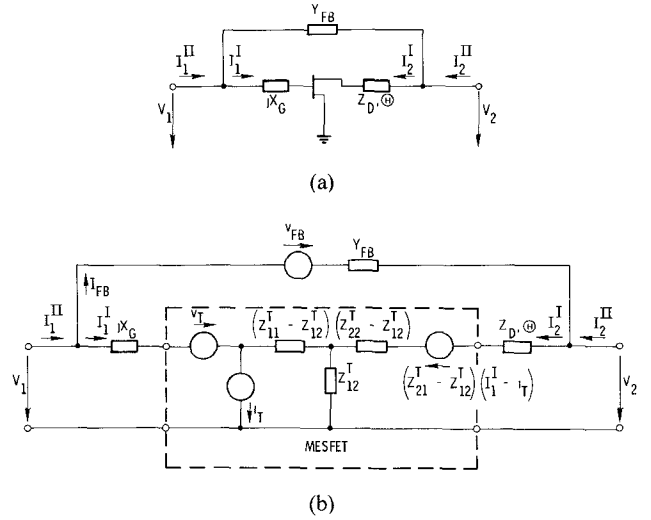 Y_FB
I_1^II I_1^I I_2^I I_2^II
jX_G Z_D, Ⓗ
V_1 V_2
(a)
v_FB Y_FB
I_FB
I_1^II I_1^I jX_G v_T (Z_11^T - Z_12^T) (Z_22^T - Z_12^T) Z_D, Ⓗ I_2^I I_2^II
V_1 i_T Z_12^T (Z_21^T - Z_12^T) (I_1^I - i_T) V_2
MESFET
(b)